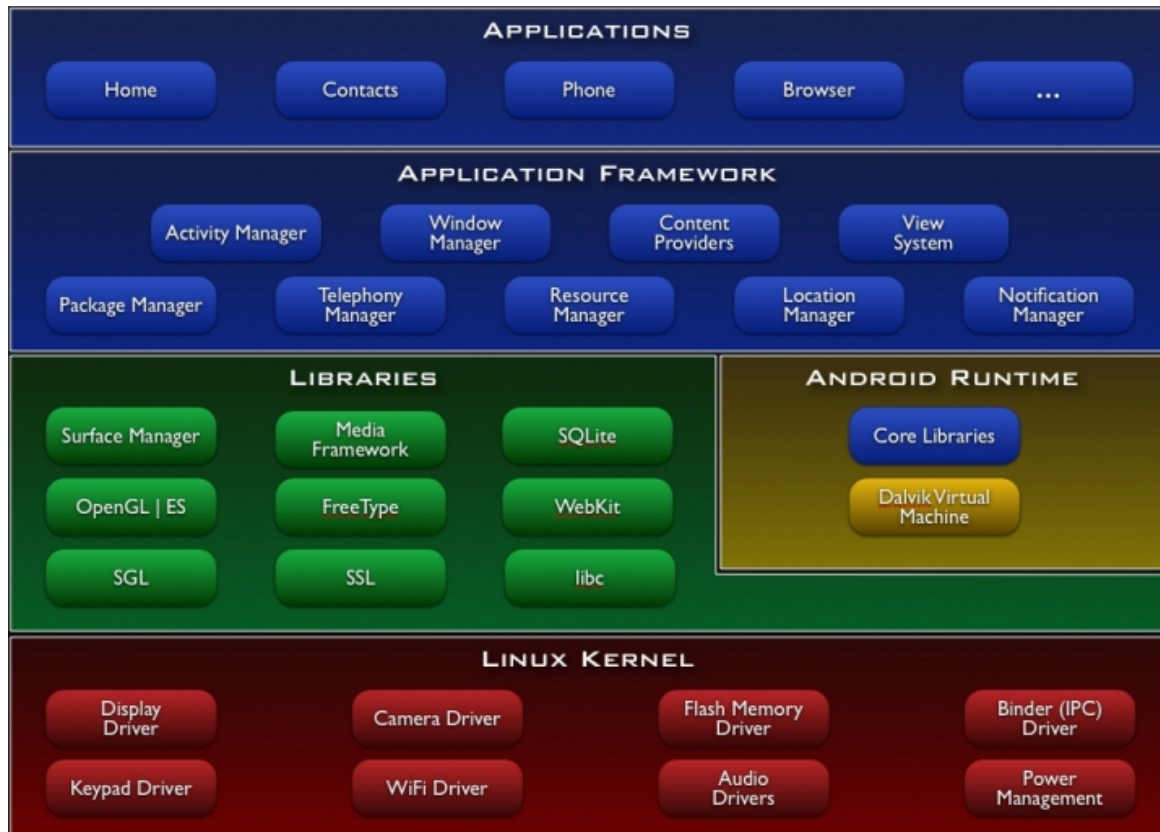 APPLICATIONS
Home
Contacts
Phone
Browser
...
APPLICATION FRAMEWORK
Activity Manager
Window
Manager
Content
Providers
View
System
Package Manager
Telephony
Manager
Resource
Manager
Location
Manager
Notification
Manager
LIBRARIES
Surface Manager
Media
Framework
SQLite
OpenGL | ES
FreeType
WebKit
SGL
SSL
libc
ANDROID RUNTIME
Core Libraries
Dalvik Virtual
Machine
LINUX KERNEL
Display
Driver
Camera Driver
Flash Memory
Driver
Binder (IPC)
Driver
Keypad Driver
WiFi Driver
Audio
Drivers
Power
Management